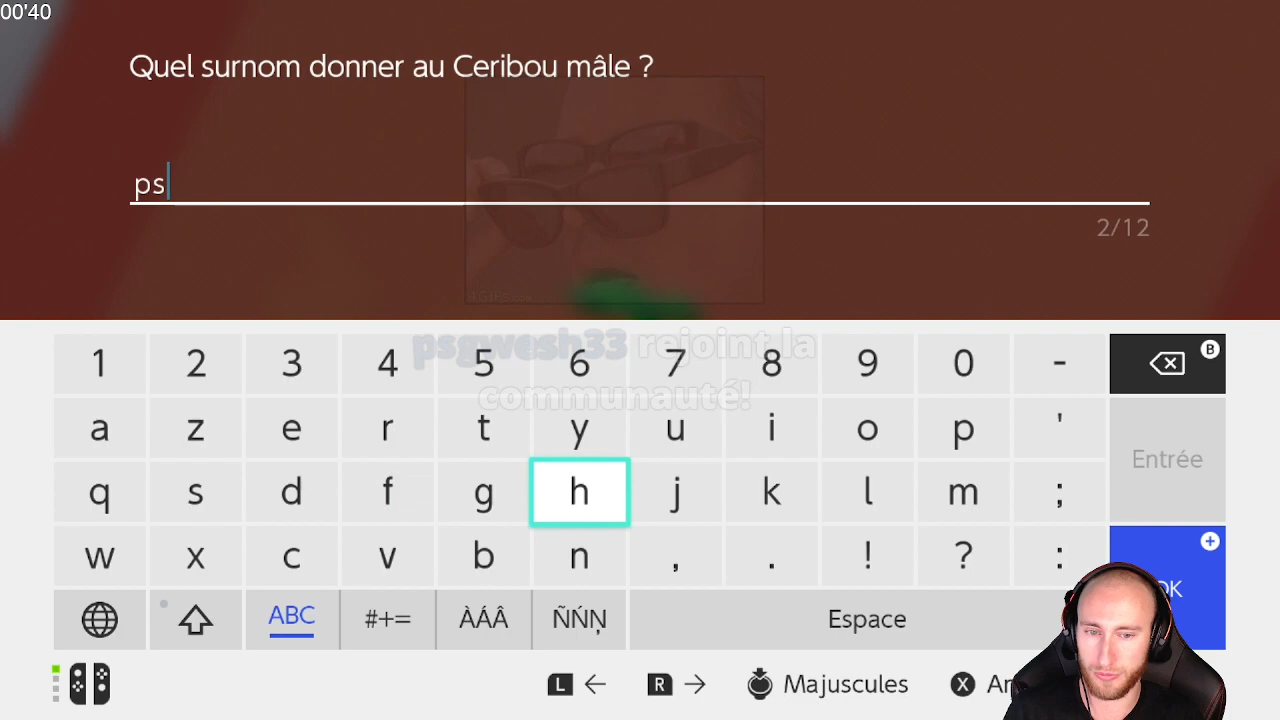 00'40
Quel surnom donner au Ceribou mâle ?
ps
2/12
psgwesh33 rejoint la
communauté!
1 2 3 4 5 6 7 8 9 0 - B
a z e r t y u i o p '
Entrée
q s d f g h j k l m ;
w x c v b n , . ! ? : +
OK
ABC #+= ÀÁÂ ÑŃŅ Espace
L ← R → Majuscules X